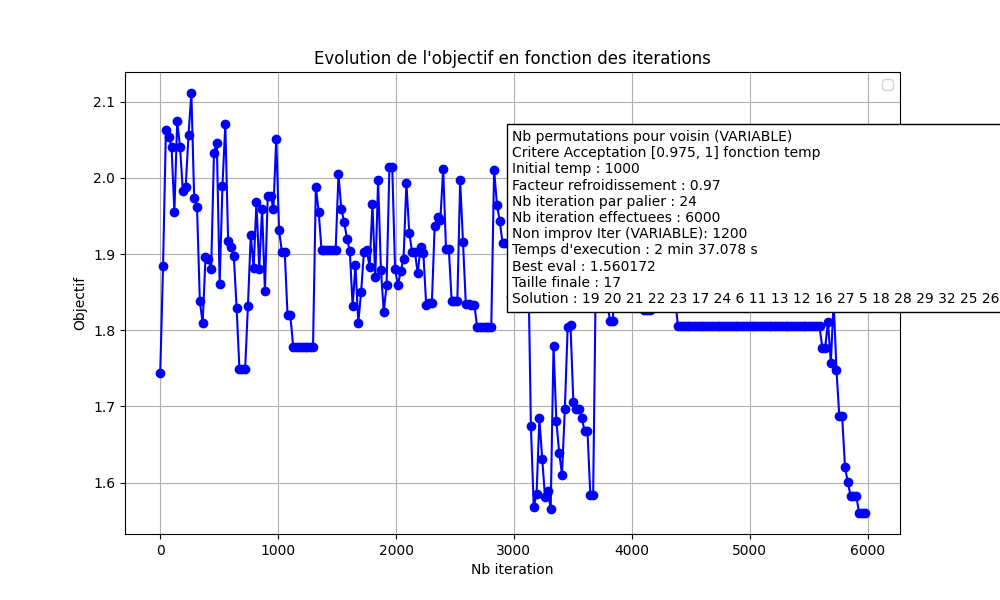 Evolution de l'objectif en fonction des iterations
2.1
2.0
1.9
1.8
1.7
1.6
Objectif
Nb permutations pour voisin (VARIABLE)
Critere Acceptation [0.975, 1] fonction temp
Initial temp : 1000
Facteur refroidissement : 0.97
Nb iteration par palier : 24
Nb iteration effectuees : 6000
Non improv Iter (VARIABLE): 1200
Temps d'execution : 2 min 37.078 s
Best eval : 1.560172
Taille finale : 17
Solution : 19 20 21 22 23 17 24 6 11 13 12 16 27 5 18 28 29 32 25 26
0 1000 2000 3000 4000 5000 6000
Nb iteration